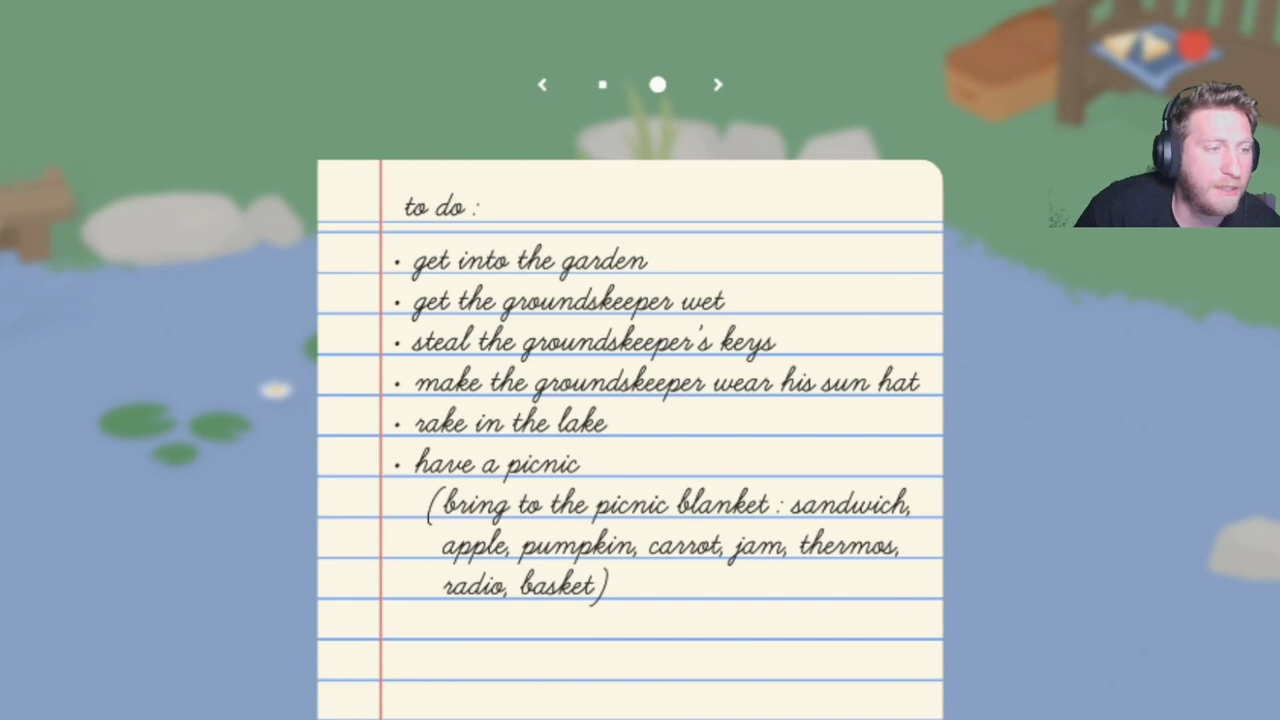 to do :
• get into the garden
• get the groundskeeper wet
• steal the groundskeeper's keys
• make the groundskeeper wear his sun hat
• rake in the lake
• have a picnic
(bring to the picnic blanket : sandwich,
apple, pumpkin, carrot, jam, thermos,
radio, basket)